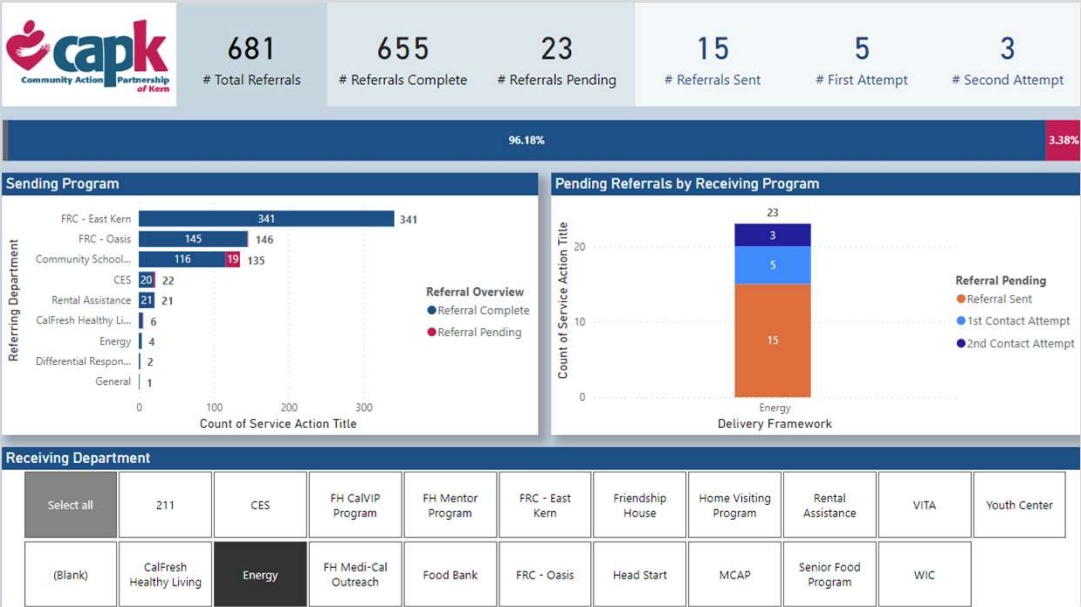 capk
Community Action Partnership
of Kern
681
# Total Referrals
655
# Referrals Complete
23
# Referrals Pending
15
# Referrals Sent
5
# First Attempt
3
# Second Attempt
96.18%
3.38%
Sending Program
Referring Department
FRC - East Kern
341
341
FRC - Oasis
145
146
Community School...
116
19
135
CES
20
22
Rental Assistance
21
21
CalFresh Healthy Li...
6
Energy
4
Differential Respon...
2
General
1
0
100
200
300
Count of Service Action Title
Referral Overview
Referral Complete
Referral Pending
Pending Referrals by Receiving Program
Count of Service Action Title
20
10
0
23
3
5
15
Energy
Delivery Framework
Referral Pending
Referral Sent
1st Contact Attempt
2nd Contact Attempt
Receiving Department
Select all
211
CES
FH CalVIP
Program
FH Mentor
Program
FRC - East
Kern
Friendship
House
Home Visiting
Program
Rental
Assistance
VITA
Youth Center
(Blank)
CalFresh
Healthy Living
Energy
FH Medi-Cal
Outreach
Food Bank
FRC - Oasis
Head Start
MCAP
Senior Food
Program
WIC